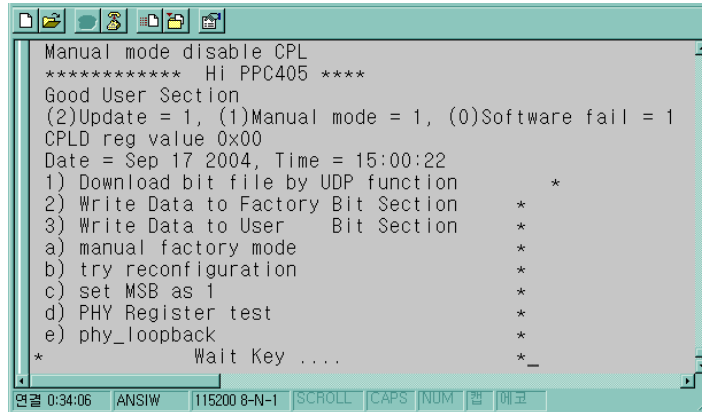 Manual mode disable CPL
************ Hi PPC405 ****
Good User Section
(2)Update = 1, (1)Manual mode = 1, (0)Software fail = 1
CPLD reg value 0x00
Date = Sep 17 2004, Time = 15:00:22
1) Download bit file by UDP function *
2) Write Data to Factory Bit Section *
3) Write Data to User Bit Section *
a) manual factory mode *
b) try reconfiguration *
c) set MSB as 1 *
d) PHY Register test *
e) phy_loopback *
* Wait Key .... *_
연결 0:34:06 ANSIW 115200 8-N-1 SCROLL CAPS NUM 캡 에코